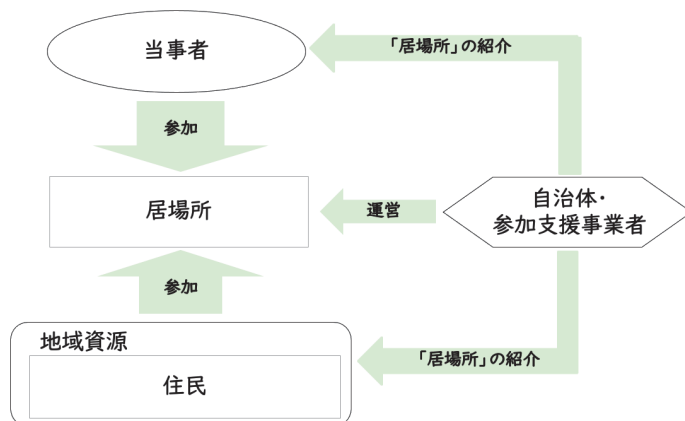 当事者
「居場所」の紹介
参加
居場所
運営
自治体・
参加支援事業者
参加
地域資源
「居場所」の紹介
住民